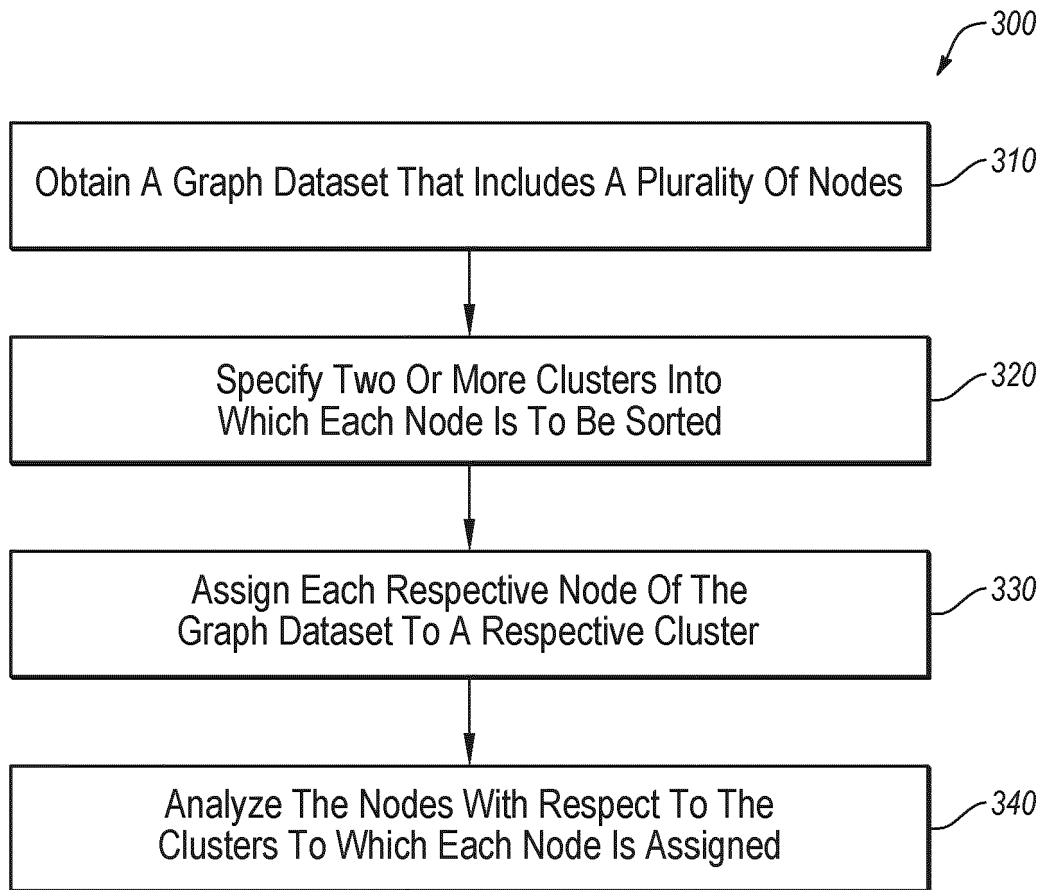 300
Obtain A Graph Dataset That Includes A Plurality Of Nodes
310
Specify Two Or More Clusters Into
Which Each Node Is To Be Sorted
320
Assign Each Respective Node Of The
Graph Dataset To A Respective Cluster
330
Analyze The Nodes With Respect To The
Clusters To Which Each Node Is Assigned
340